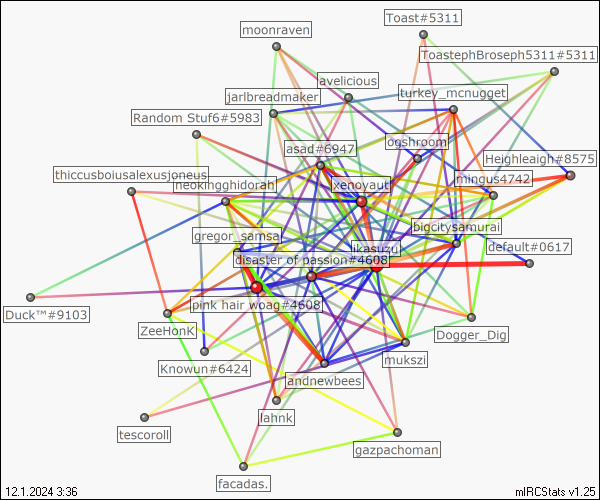 moonraven
Toast#5311
ToastephBroseph5311#5311
avelicious
turkey_mcnugget
jarlbreadmaker
Random Stuf6#5983
ogshroom
asad#6947
Heighleaigh#8575
thiccusboiusalexusjoneus
neokingghidorah
xenoyaut
mingus4742
bigcitysamurai
gregor_samsa
likasuzu
default#0617
disaster of passion#4608
pink hair woag#4608
Duck™#9103
ZeeHonk
Dogger_Dig
mukszi
Knowun#6424
andnewbees
lahnk
tescoroll
gazpachoman
facadas.
12.1.2024 3:36
mIRCStats v1.25